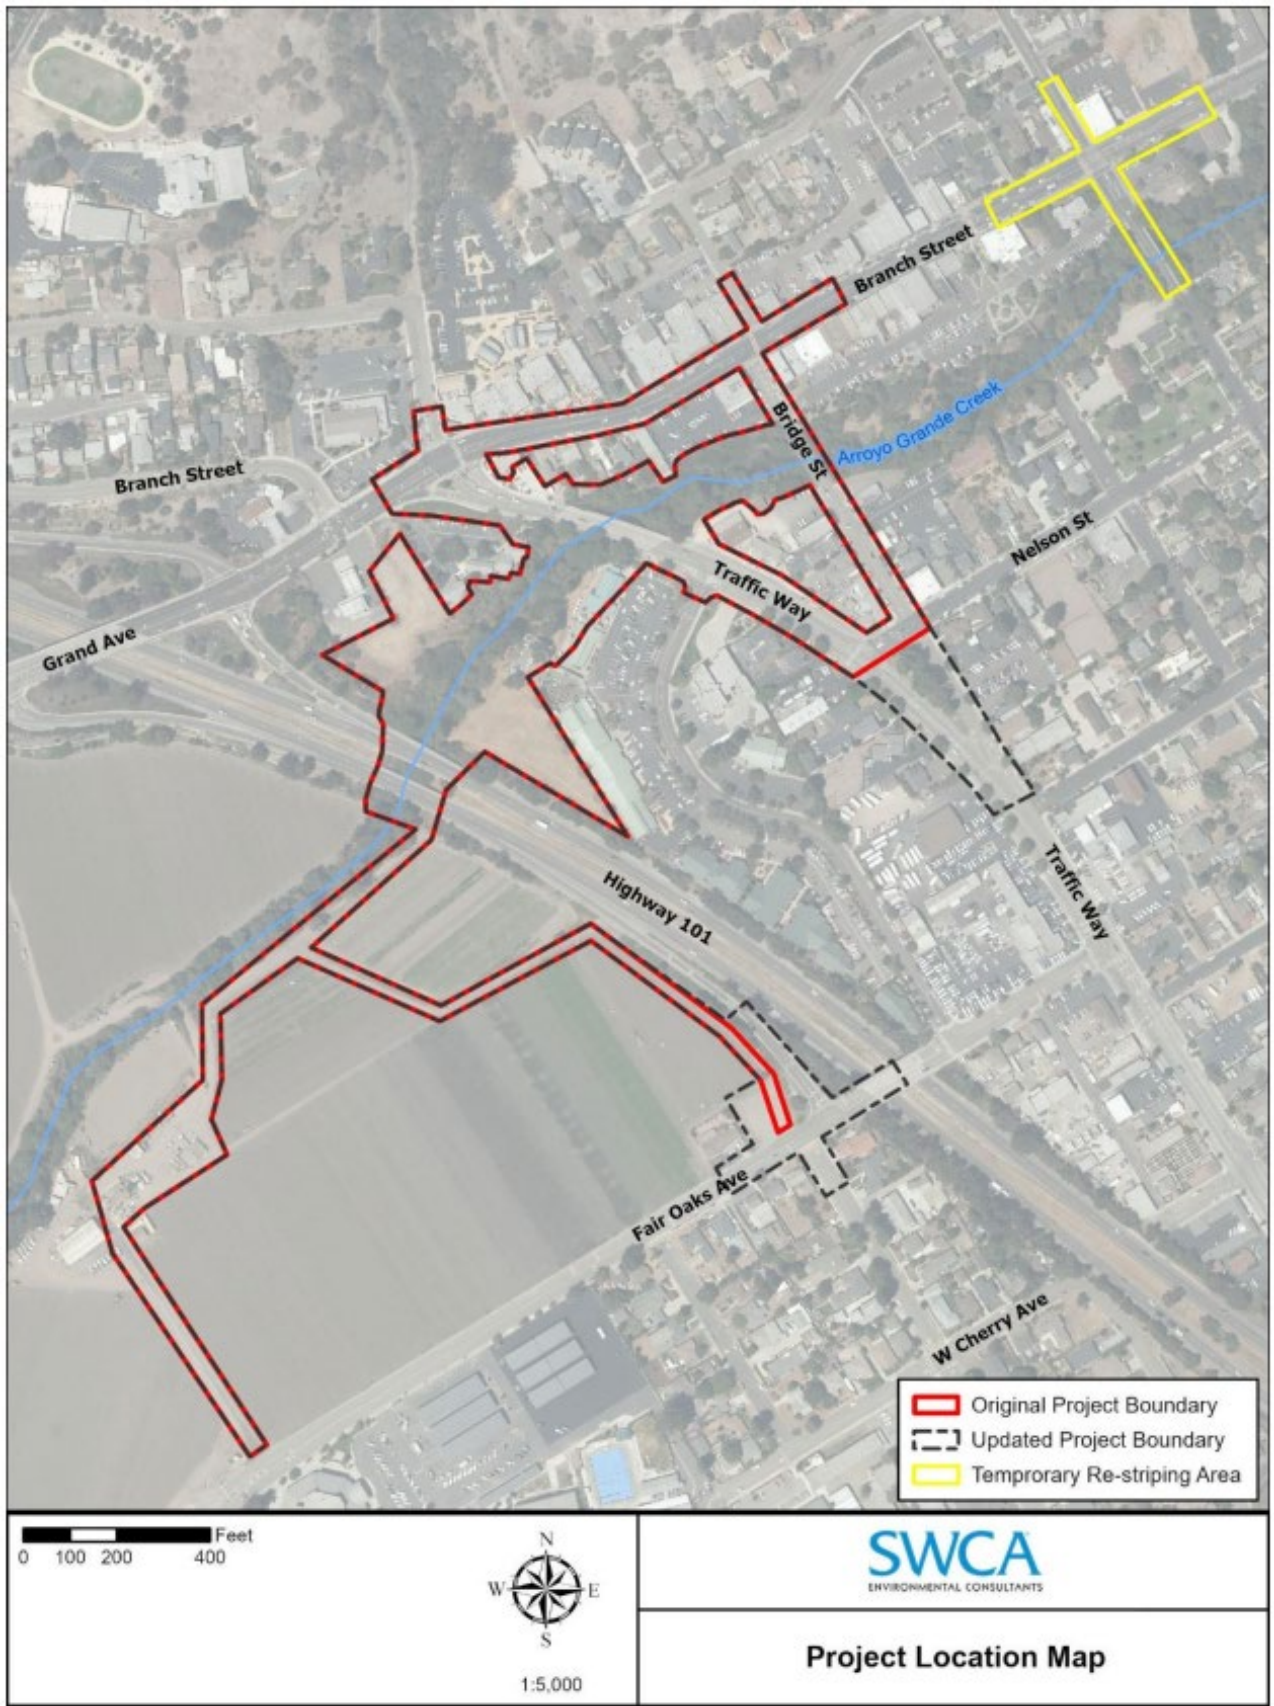 Branch Street
Bridge St
Arroyo Grande Creek
Branch Street
Nelson St
Traffic Way
Grand Ave
Traffic Way
Highway 101
Fair Oaks Ave
W Cherry Ave
Original Project Boundary
Updated Project Boundary
Temprorary Re-striping Area
Feet
0 100 200 400
N
W E
S
1:5,000
SWCA
ENVIRONMENTAL CONSULTANTS
Project Location Map